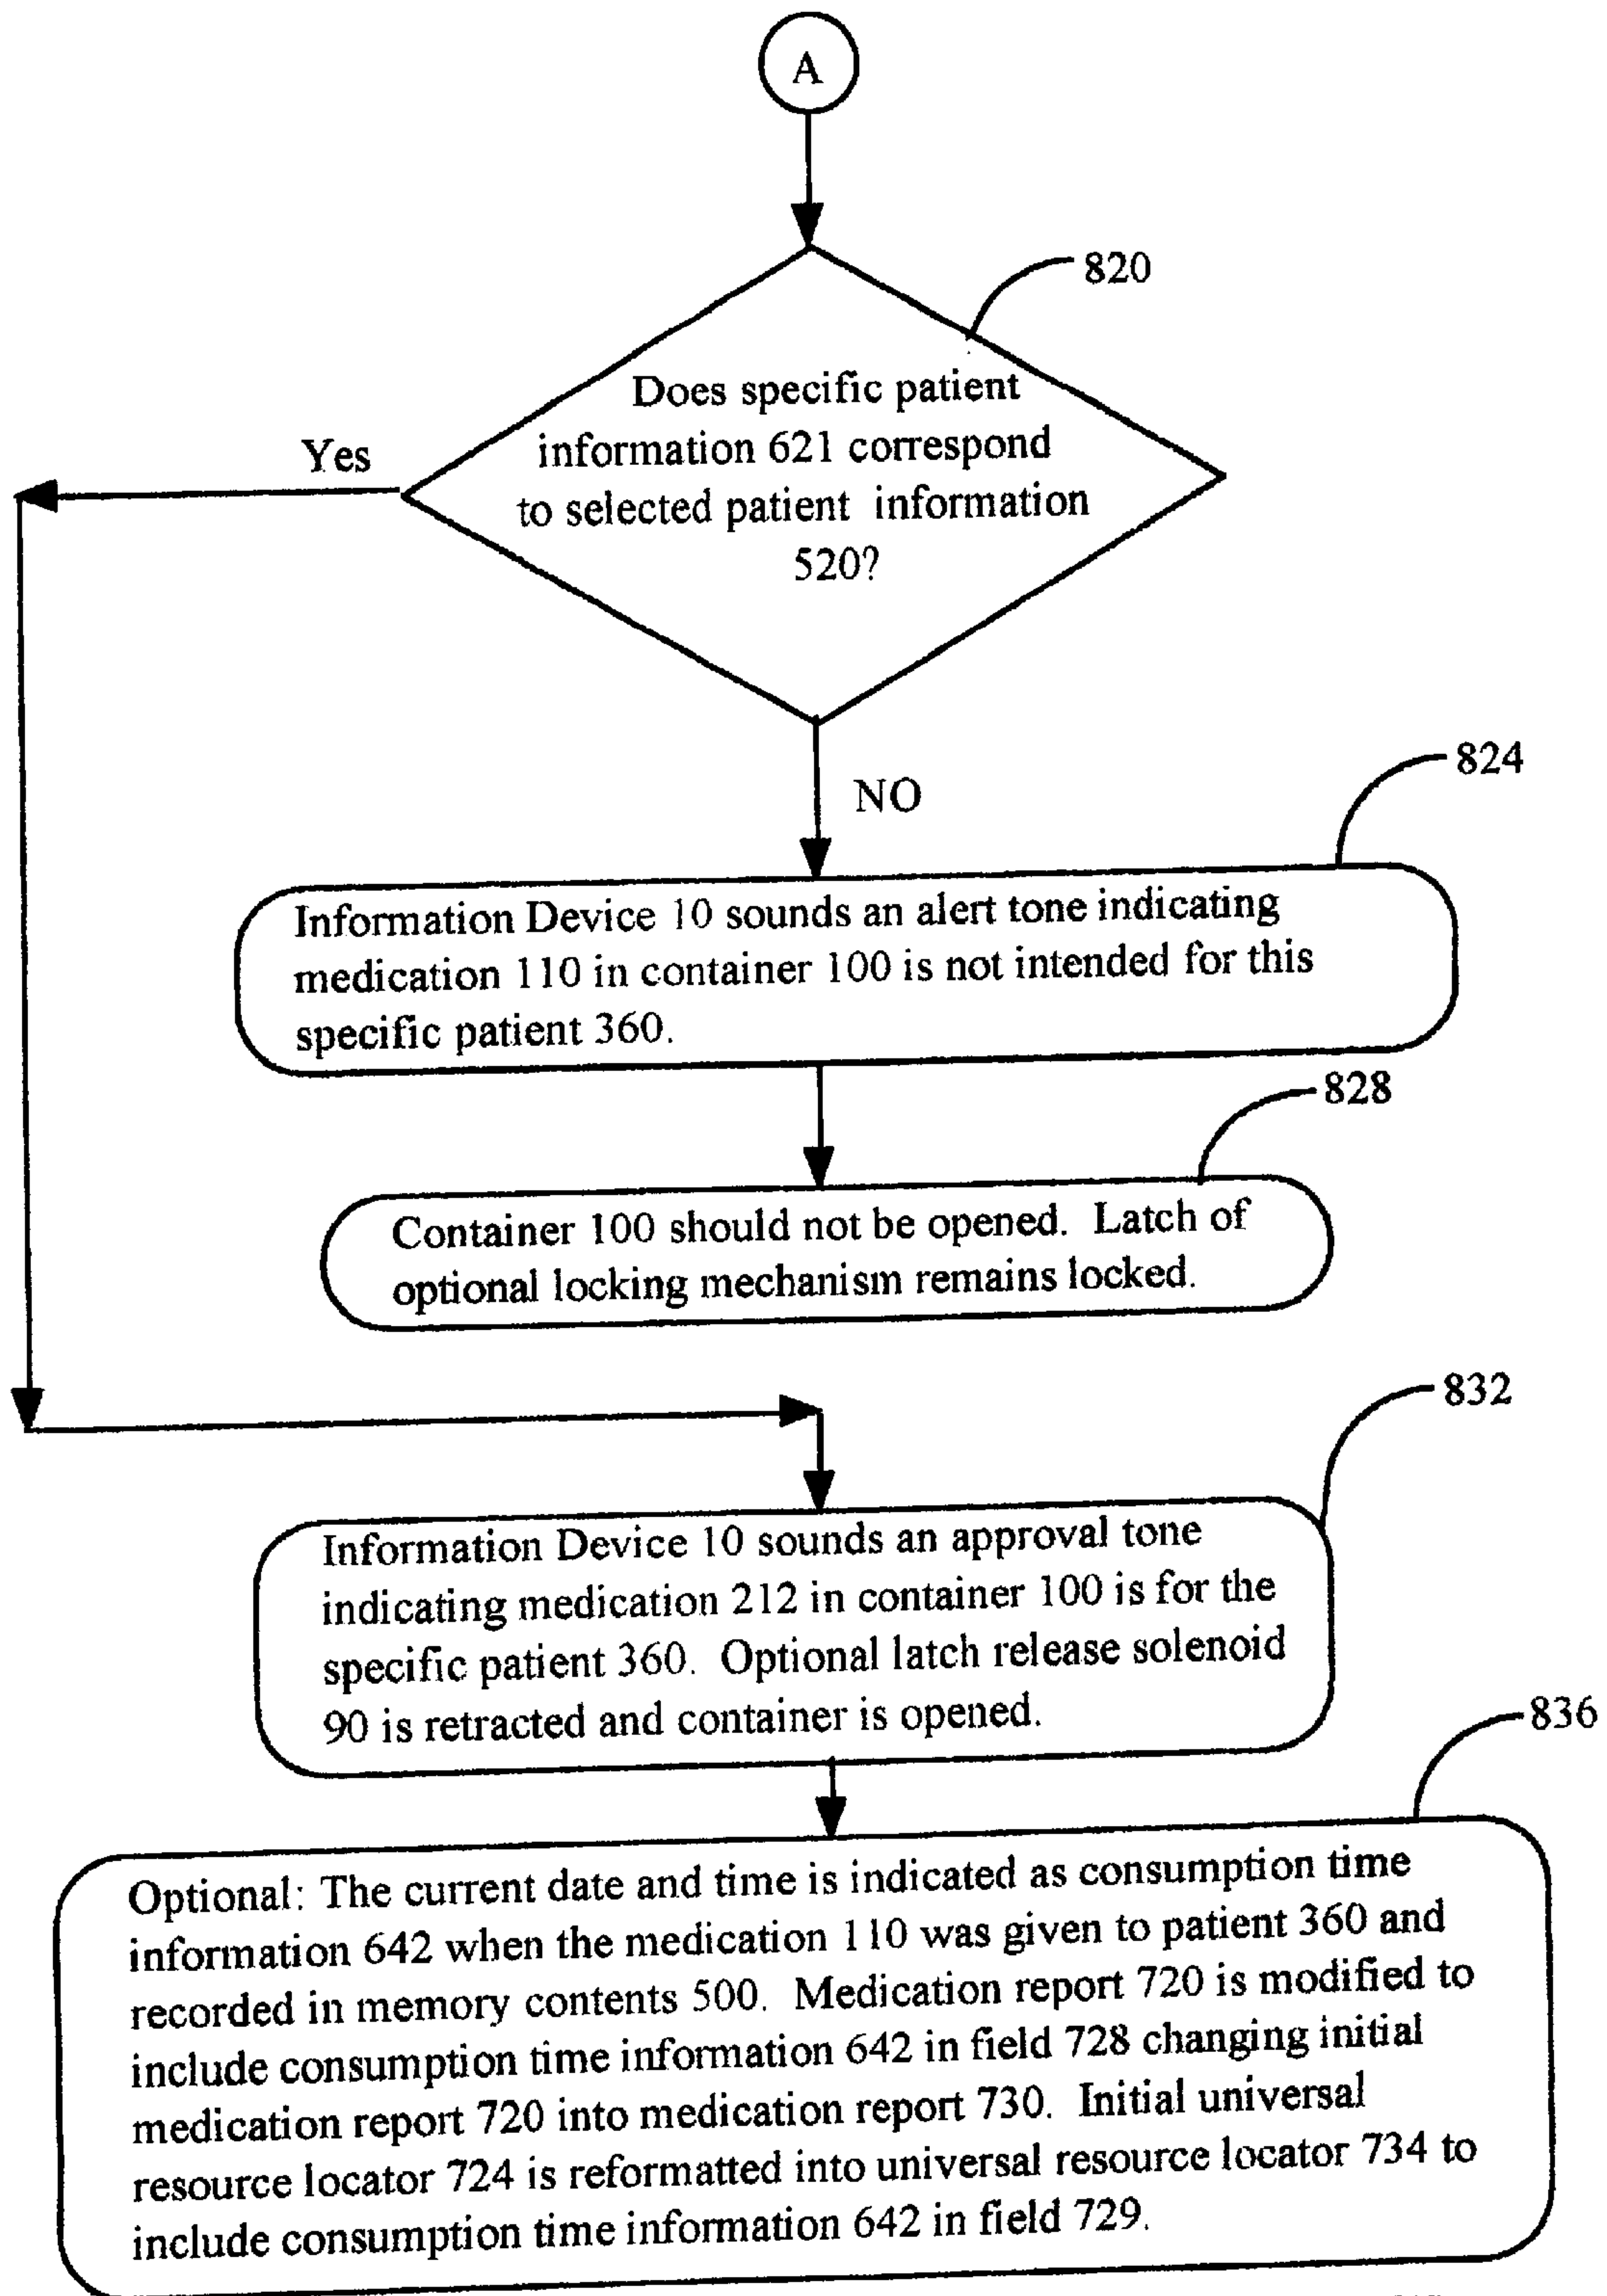 A
820
Does specific patient
information 621 correspond
to selected patient information
520?
Yes
NO
824
Information Device 10 sounds an alert tone indicating
medication 110 in container 100 is not intended for this
specific patient 360.
828
Container 100 should not be opened. Latch of
optional locking mechanism remains locked.
832
Information Device 10 sounds an approval tone
indicating medication 212 in container 100 is for the
specific patient 360. Optional latch release solenoid
90 is retracted and container is opened.
836
Optional: The current date and time is indicated as consumption time
information 642 when the medication 110 was given to patient 360 and
recorded in memory contents 500. Medication report 720 is modified to
include consumption time information 642 in field 728 changing initial
medication report 720 into medication report 730. Initial universal
resource locator 724 is reformatted into universal resource locator 734 to
include consumption time information 642 in field 729.